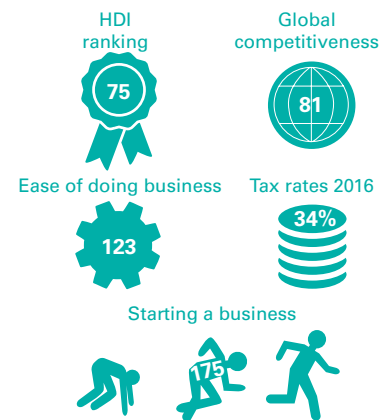 HDI
ranking
75
Global
competitiveness
81
Ease of doing business
123
Tax rates 2016
34%
Starting a business
175